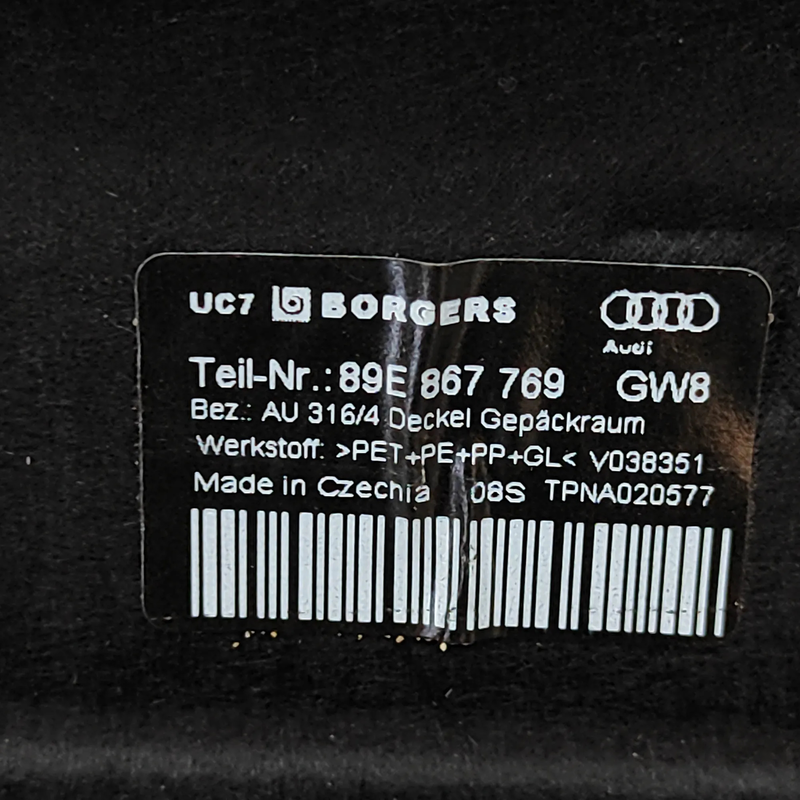 UC7 BORGERS
Audi
Teil-Nr.: 89E 867 769 GW8
Bez.: AU 316/4 Deckel Gepäckraum
Werkstoff: >PET+PE+PP+GL< V038351
Made in Czechia 08S TPNA020577